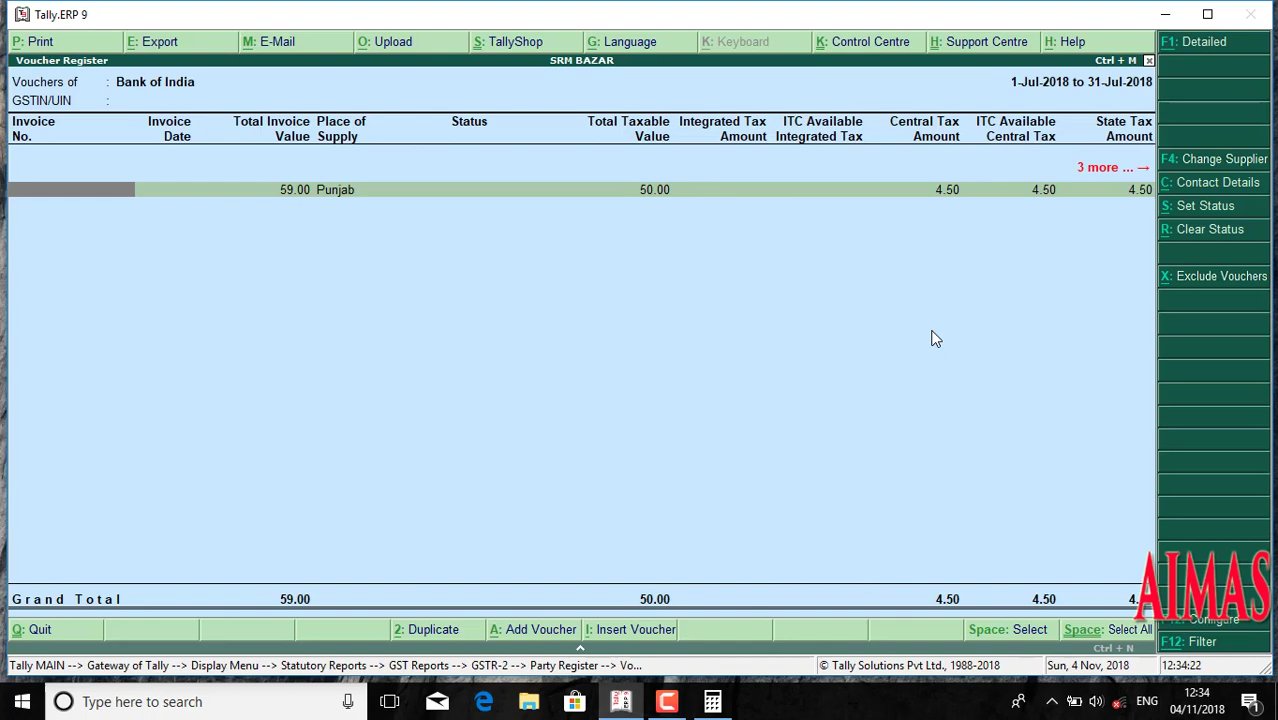 Tally.ERP 9
P: Print E: Export M: E-Mail O: Upload S: TallyShop G: Language K: Keyboard K: Control Centre H: Support Centre H: Help F1: Detailed
Voucher Register SRM BAZAR Ctrl + M
Vouchers of : Bank of India 1-Jul-2018 to 31-Jul-2018
GSTIN/UIN :
Invoice Invoice Total Invoice Place of Status Total Taxable Integrated Tax ITC Available Central Tax ITC Available State Tax
No. Date Value Supply Value Amount Integrated Tax Amount Central Tax Amount
3 more ... →
59.00 Punjab 50.00 4.50 4.50 4.50
F4: Change Supplier
C: Contact Details
S: Set Status
R: Clear Status
X: Exclude Vouchers
AIMAS
Grand Total 59.00 50.00 4.50 4.50
Configure
Q: Quit 2: Duplicate A: Add Voucher I: Insert Voucher Space: Select Space: Select All
F12: Filter
Ctrl + N
Tally MAIN --> Gateway of Tally --> Display Menu --> Statutory Reports --> GST Reports --> GSTR-2 --> Party Register --> Vo... © Tally Solutions Pvt Ltd., 1988-2018 Sun, 4 Nov, 2018 12:34:22
Type here to search ENG 12:34
04/11/2018 1